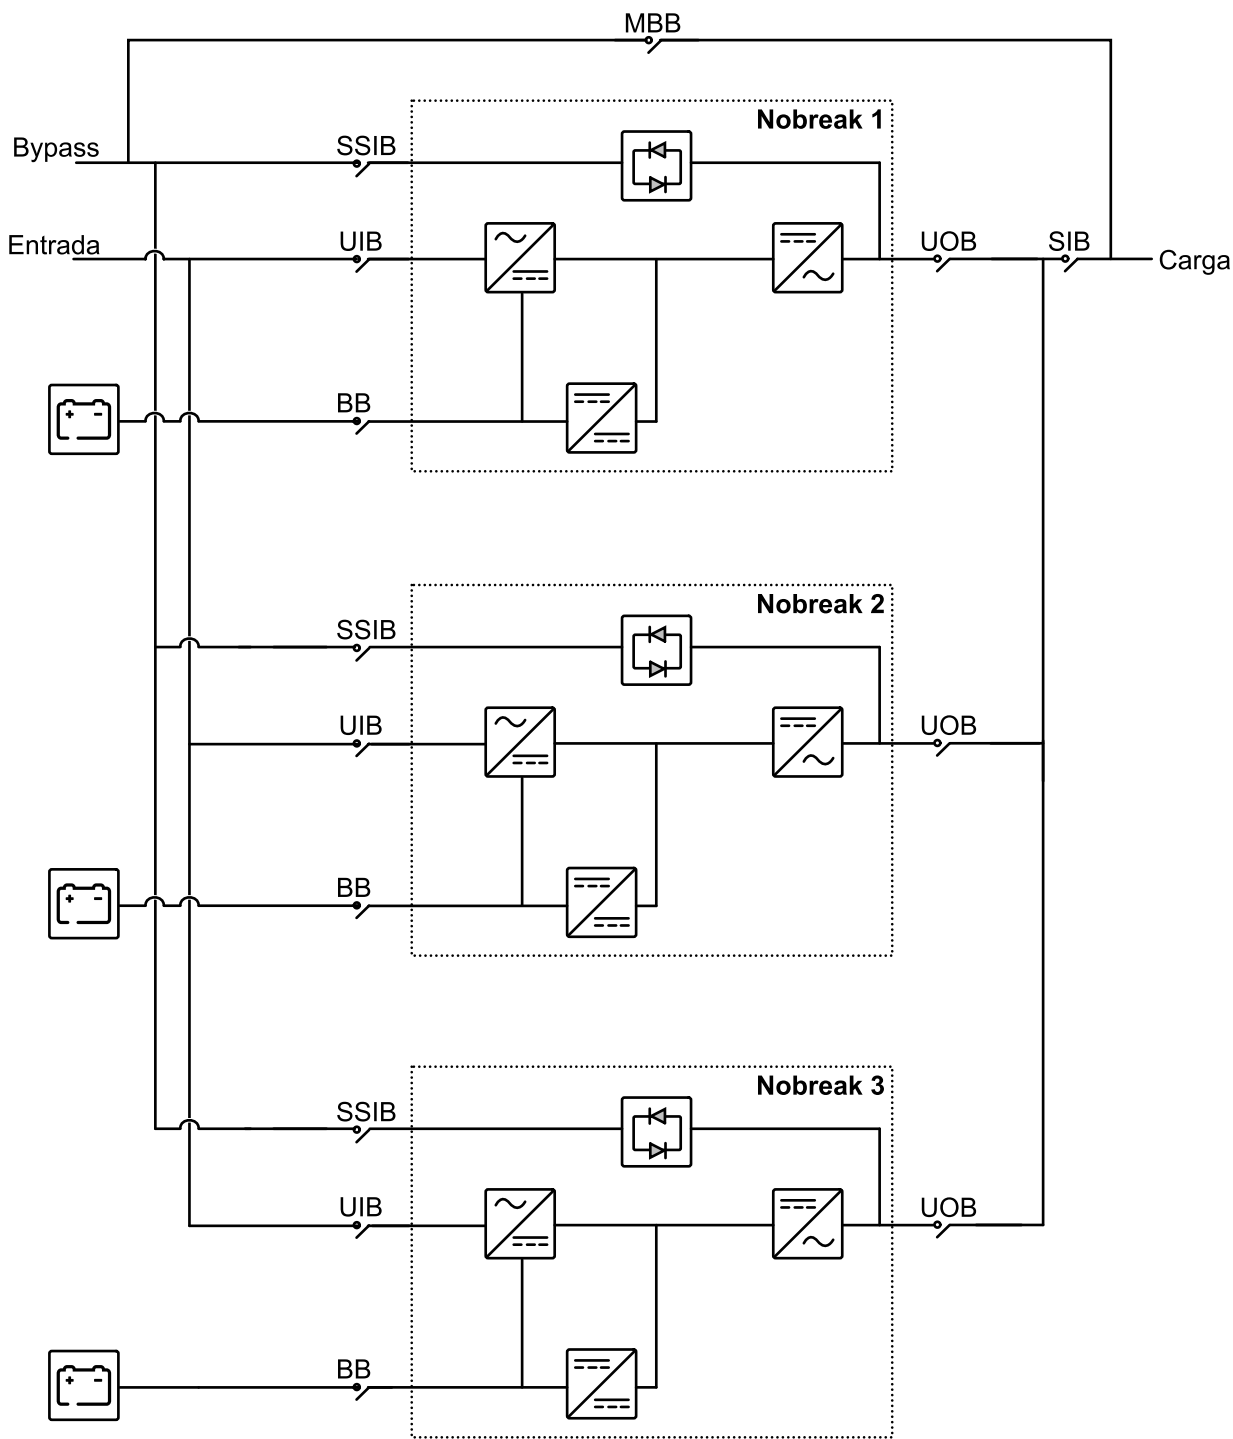 MBB
Nobreak 1
Bypass
SSIB
Entrada
UIB
UOB
SIB
Carga
BB
Nobreak 2
SSIB
UIB
UOB
BB
Nobreak 3
SSIB
UIB
UOB
BB